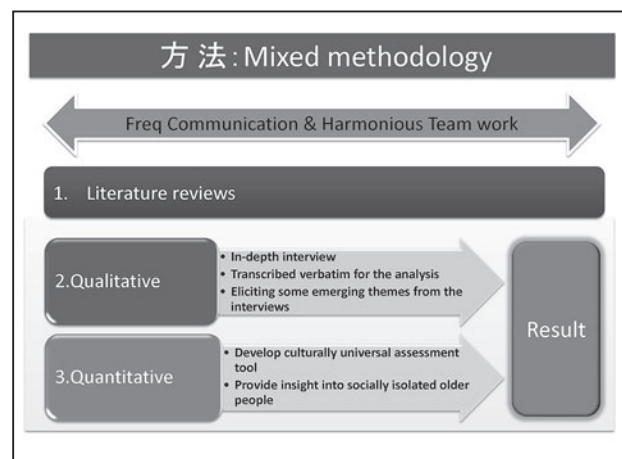 方 法 : Mixed methodology
Freq Communication & Harmonious Team work
1. Literature reviews
2.Qualitative
• In-depth interview
• Transcribed verbatim for the analysis
• Eliciting some emerging themes from the
interviews
3.Quantitative
• Develop culturally universal assessment
tool
• Provide insight into socially isolated older
people
Result